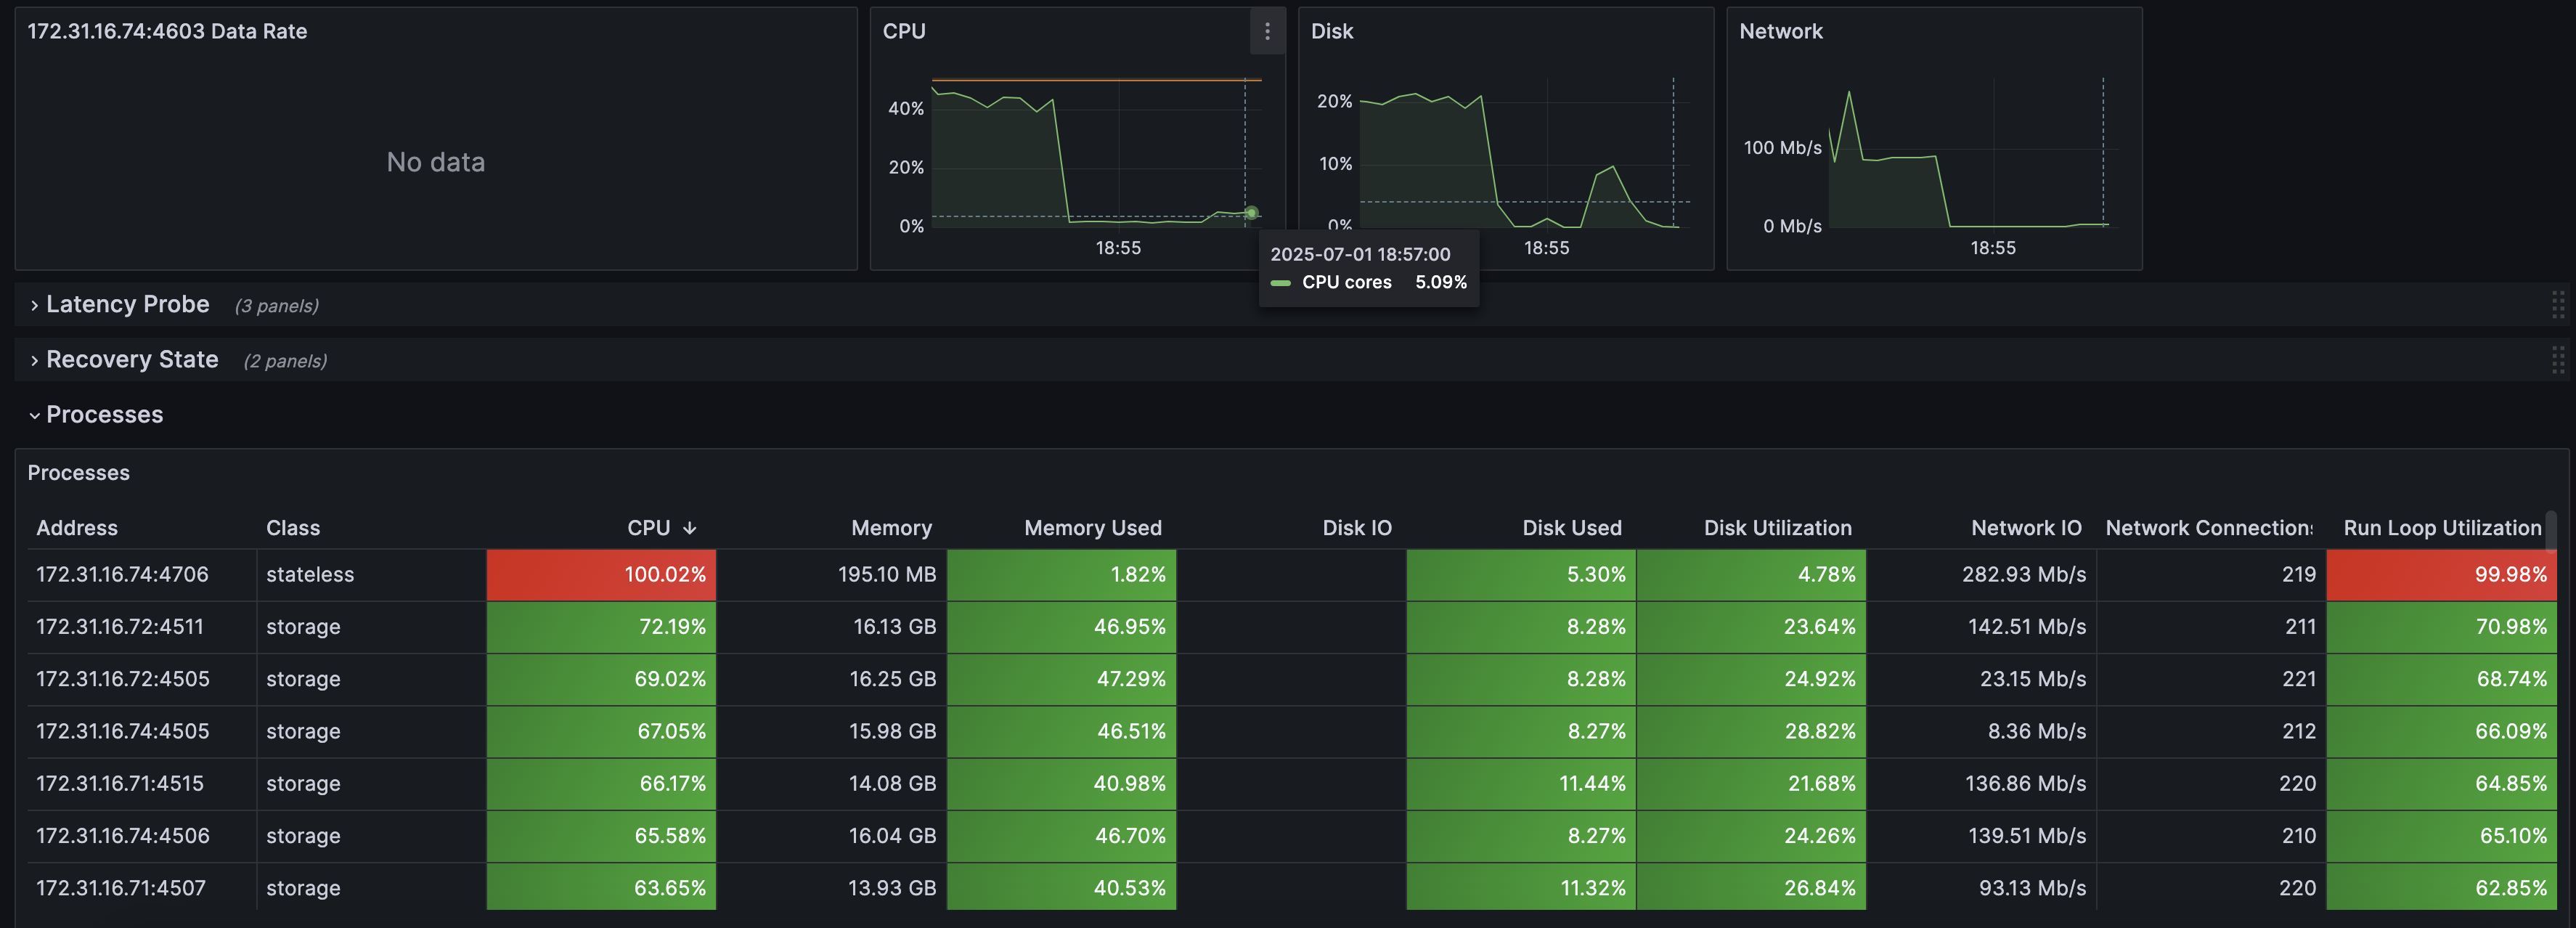 172.31.16.74:4603 Data Rate
No data
CPU
40%
20%
0%
18:55
Disk
20%
10%
0%
18:55
Network
100 Mb/s
0 Mb/s
18:55
2025-07-01 18:57:00
CPU cores 5.09%
Latency Probe (3 panels)
Recovery State (2 panels)
Processes
Processes
Address Class CPU ↓ Memory Memory Used Disk IO Disk Used Disk Utilization Network IO Network Connections Run Loop Utilization
172.31.16.74:4706 stateless 100.02% 195.10 MB 1.82% 5.30% 4.78% 282.93 Mb/s 219 99.98%
172.31.16.72:4511 storage 72.19% 16.13 GB 46.95% 8.28% 23.64% 142.51 Mb/s 211 70.98%
172.31.16.72:4505 storage 69.02% 16.25 GB 47.29% 8.28% 24.92% 23.15 Mb/s 221 68.74%
172.31.16.74:4505 storage 67.05% 15.98 GB 46.51% 8.27% 28.82% 8.36 Mb/s 212 66.09%
172.31.16.71:4515 storage 66.17% 14.08 GB 40.98% 11.44% 21.68% 136.86 Mb/s 220 64.85%
172.31.16.74:4506 storage 65.58% 16.04 GB 46.70% 8.27% 24.26% 139.51 Mb/s 210 65.10%
172.31.16.71:4507 storage 63.65% 13.93 GB 40.53% 11.32% 26.84% 93.13 Mb/s 220 62.85%